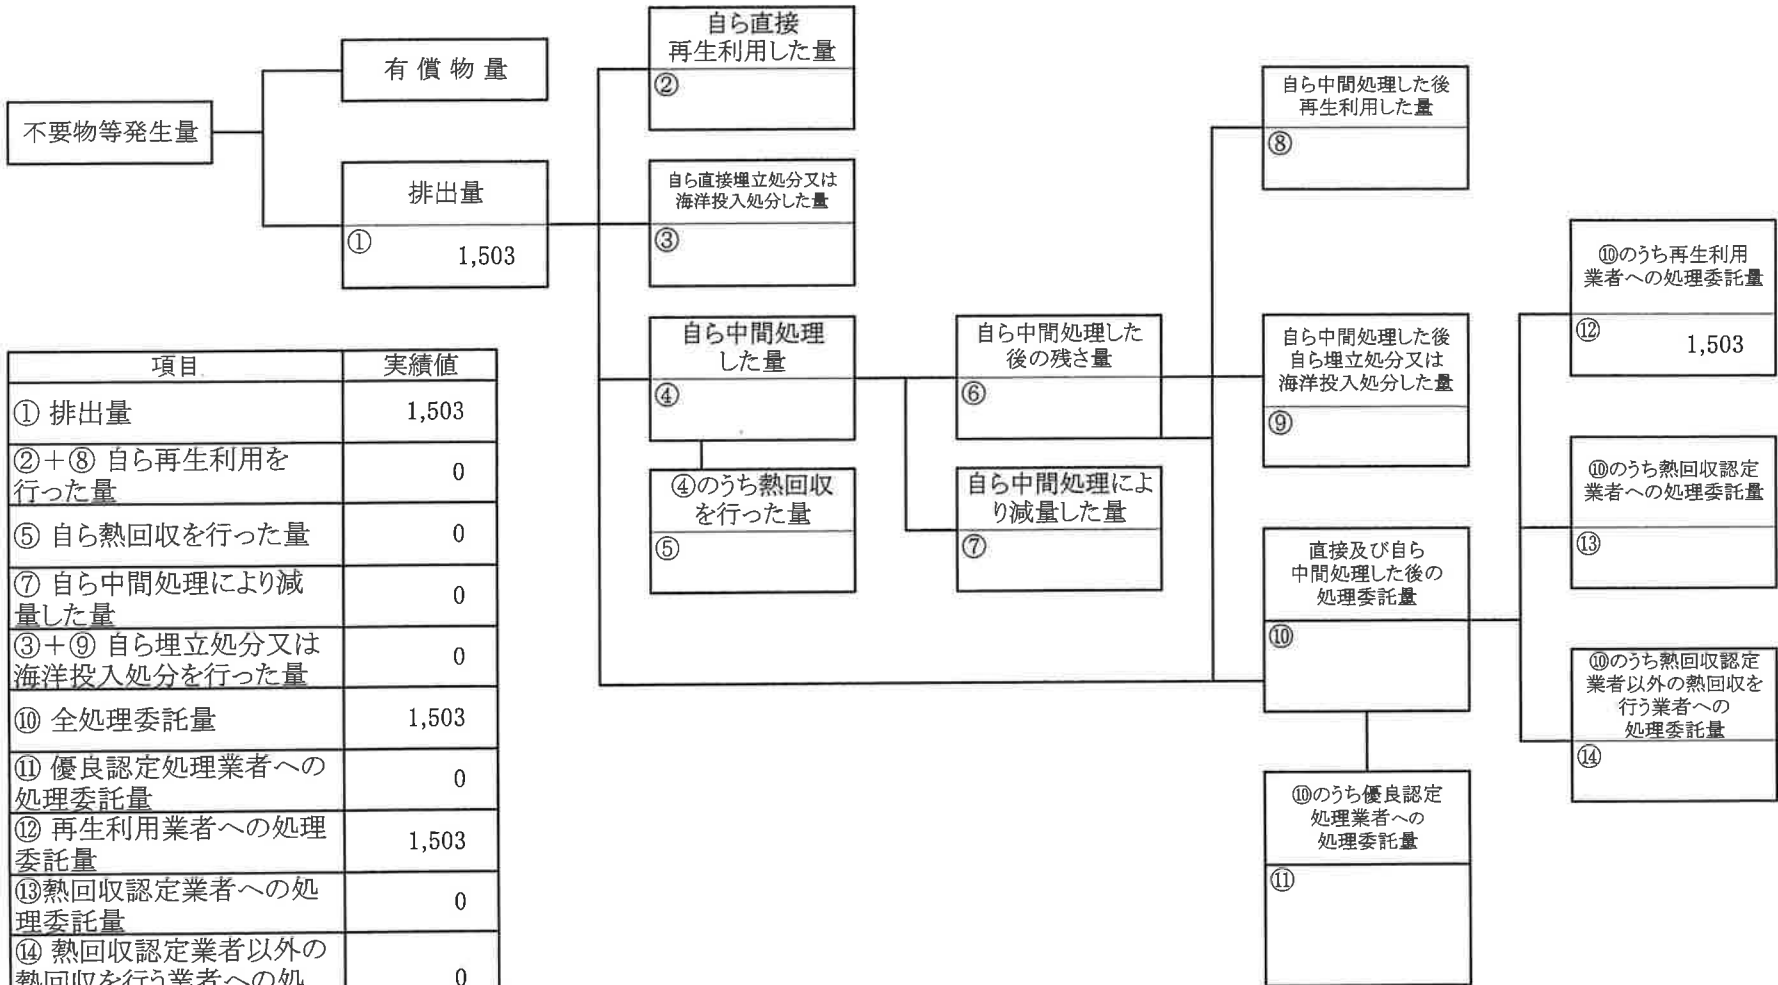 不要物等発生量
有償物量
排出量
①
1,503
自ら直接
再生利用した量
②
自ら直接埋立処分又は
海洋投入処分した量
③
自ら中間処理
した量
④
④のうち熱回収
を行った量
⑤
自ら中間処理した
後の残さ量
⑥
自ら中間処理によ
り減量した量
⑦
自ら中間処理した後
再生利用した量
⑧
自ら中間処理した後
自ら埋立処分又は
海洋投入処分した量
⑨
直接及び自ら
中間処理した後の
処理委託量
⑩
⑩のうち優良認定
処理業者への
処理委託量
⑪
⑩のうち再生利用
業者への処理委託量
⑫
1,503
⑩のうち熱回収認定
業者への処理委託量
⑬
⑩のうち熱回収認定
業者以外の熱回収を
行う業者への
処理委託量
⑭
項目 実績値
① 排出量 1,503
②+⑧ 自ら再生利用を
行った量 0
⑤ 自ら熱回収を行った量 0
⑦ 自ら中間処理により減
量した量 0
③+⑨ 自ら埋立処分又は
海洋投入処分を行った量 0
⑩ 全処理委託量 1,503
⑪ 優良認定処理業者への
処理委託量 0
⑫ 再生利用業者への処理
委託量 1,503
⑬熱回収認定業者への処
理委託量 0
⑭ 熱回収認定業者以外の
熱回収を行う業者への処 0